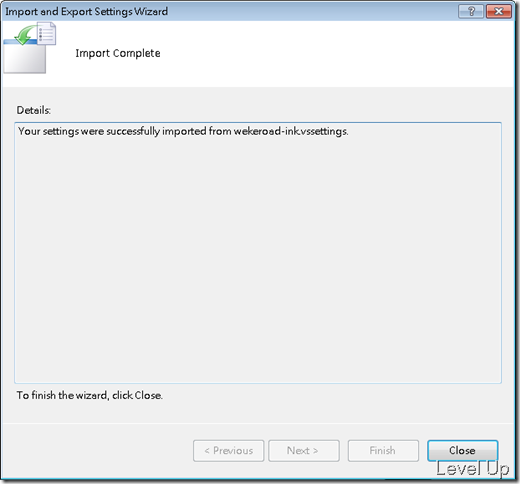 Import and Export Settings Wizard
Import Complete
Details:
Your settings were successfully imported from wekeroad-ink.vssettings.
To finish the wizard, click Close.
< Previous
Next >
Finish
Close
Level Up